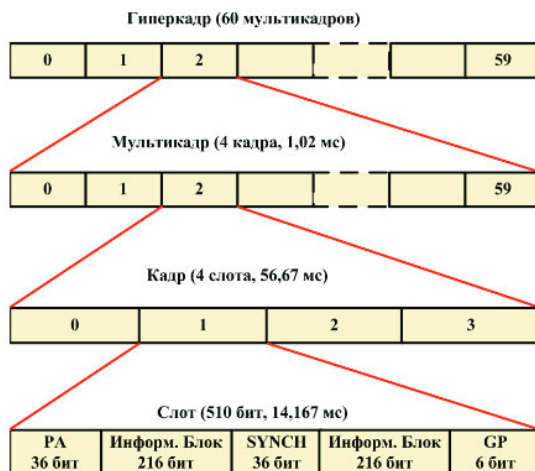 Гиперкадр (60 мультикадров)
0 1 2 59
Мультикадр (4 кадра, 1,02 мс)
0 1 2 59
Кадр (4 слота, 56,67 мс)
0 1 2 3
Слот (510 бит, 14,167 мс)
PA Информ. Блок SYNCH Информ. Блок GP
36 бит 216 бит 36 бит 216 бит 6 бит